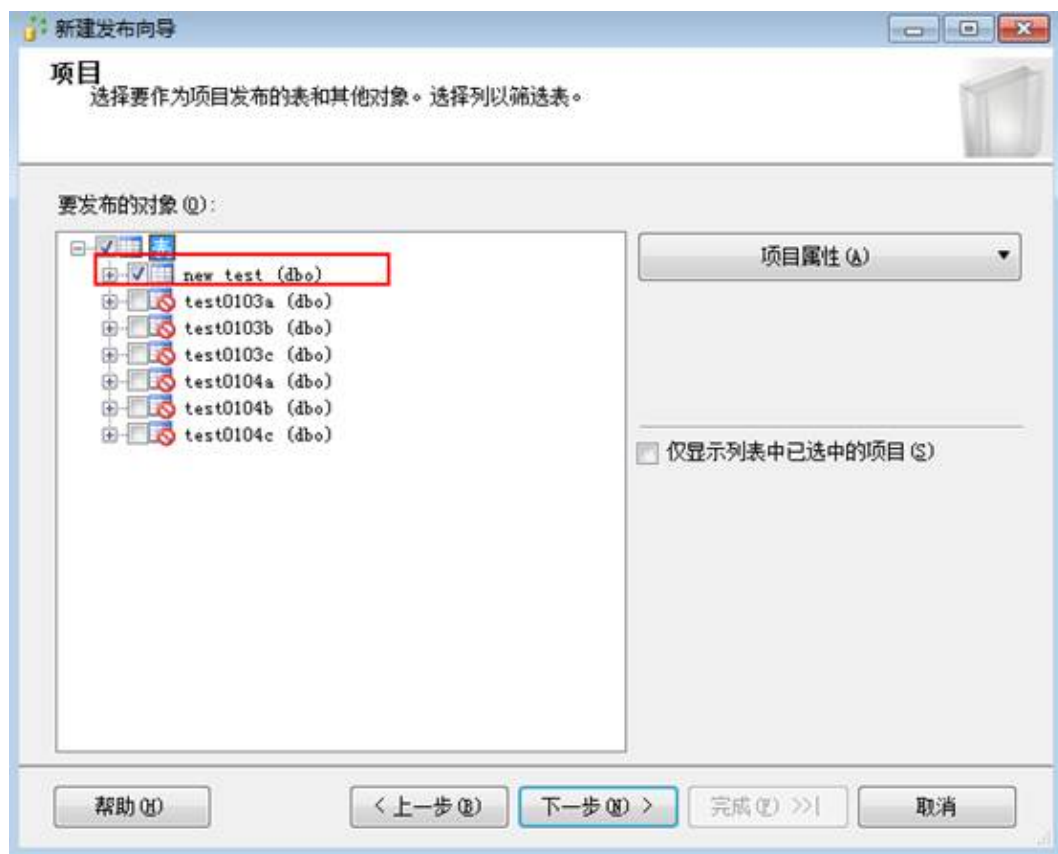 新建发布向导
项目
选择要作为项目发布的表和其他对象。选择列以筛选表。
要发布的对象(O):
表
new test (dbo)
test0103a (dbo)
test0103b (dbo)
test0103c (dbo)
test0104a (dbo)
test0104b (dbo)
test0104c (dbo)
项目属性(A)
仅显示列表中已选中的项目(S)
帮助(H)
< 上一步(B)
下一步(N) >
完成(F) >>|
取消